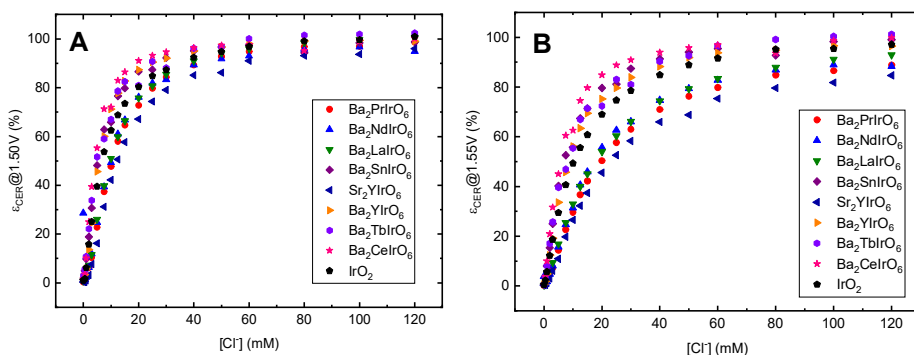 A
ε_CER@1.50V (%)
100
80
60
40
20
0
Ba₂PrIrO₆
Ba₂NdIrO₆
Ba₂LaIrO₆
Ba₂SnIrO₆
Sr₂YIrO₆
Ba₂YIrO₆
Ba₂TbIrO₆
Ba₂CeIrO₆
IrO₂
0 20 40 60 80 100 120
[Cl⁻] (mM)
B
ε_CER@1.55V (%)
100
80
60
40
20
0
Ba₂PrIrO₆
Ba₂NdIrO₆
Ba₂LaIrO₆
Ba₂SnIrO₆
Sr₂YIrO₆
Ba₂YIrO₆
Ba₂TbIrO₆
Ba₂CeIrO₆
IrO₂
0 20 40 60 80 100 120
[Cl⁻] (mM)